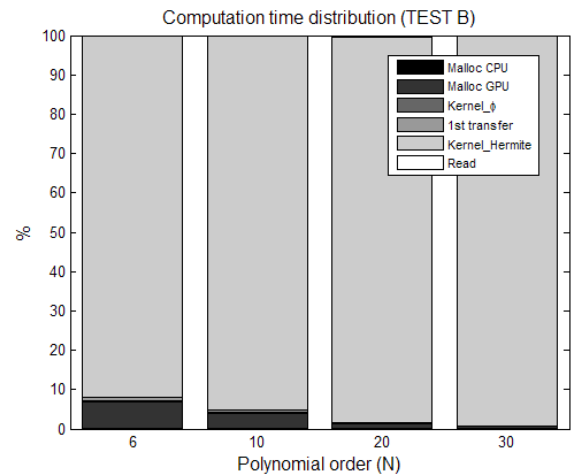 Computation time distribution (TEST B)
100
90
80
70
60
50
40
30
20
10
0
%
Malloc CPU
Malloc GPU
Kernel_ϕ
1st transfer
Kernel_Hermite
Read
6 10 20 30
Polynomial order (N)